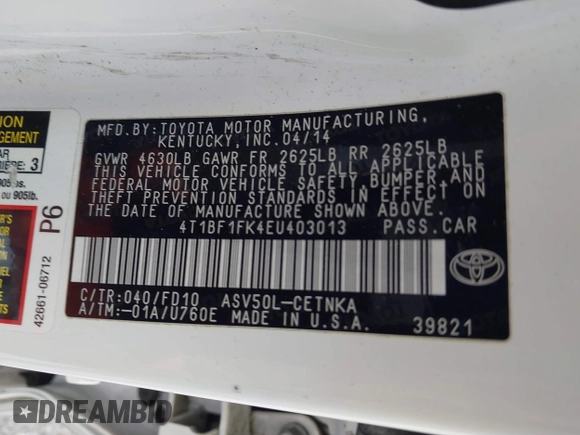 MFD.BY:TOYOTA MOTOR MANUFACTURING,
KENTUCKY,INC.04/14
GVWR 4630LB GAWR FR 2625LB RR 2625LB
THIS VEHICLE CONFORMS TO ALL APPLICABLE
FEDERAL MOTOR VEHICLE SAFETY,BUMPER,AND
THEFT PREVENTION STANDARDS IN EFFECT ON
THE DATE OF MANUFACTURE SHOWN ABOVE.
4T1BF1FK4EU403013 PASS.CAR
C/TR:040/FD10 ASV50L-CETNKA
A/TM:-01A/U760E MADE IN U.S.A.
39821
3
ou 905lb.
P6
42661-06712
DREAMBID